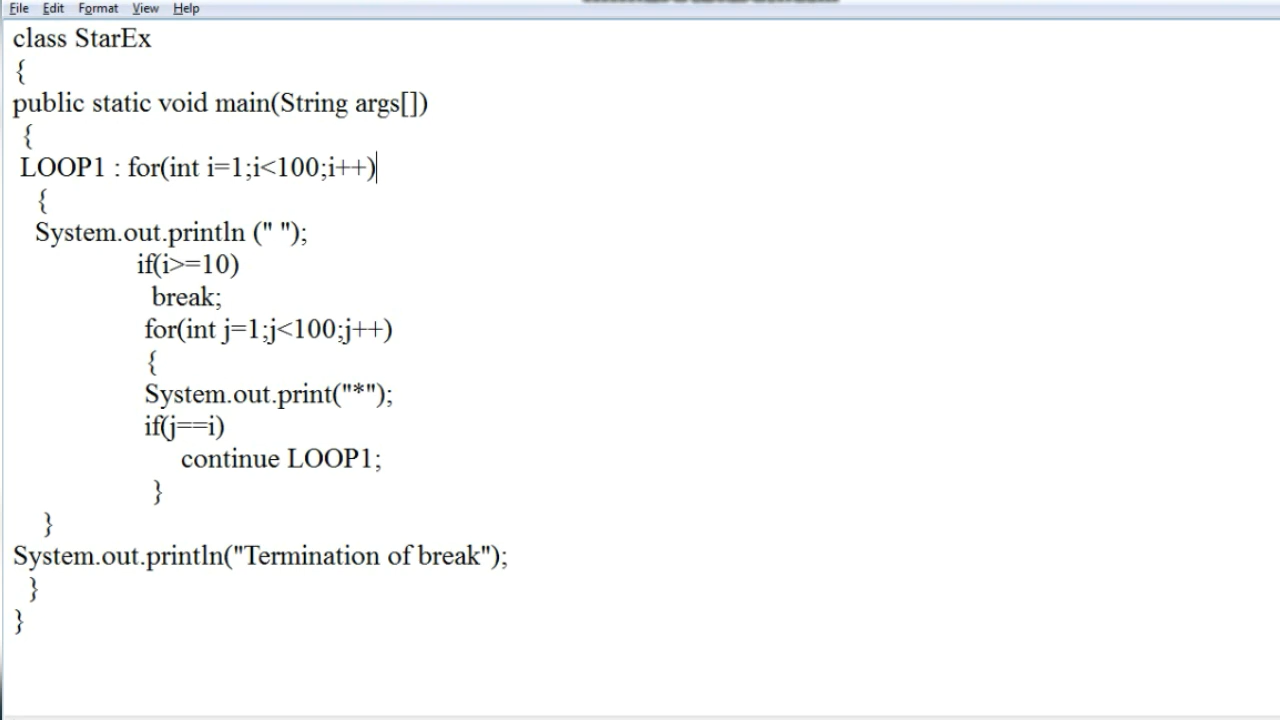 File Edit Format View Help
class StarEx
{
public static void main(String args[])
{
LOOP1 : for(int i=1;i<100;i++)
{
System.out.println (" ");
if(i>=10)
break;
for(int j=1;j<100;j++)
{
System.out.print("*");
if(j==i)
continue LOOP1;
}
}
System.out.println("Termination of break");
}
}